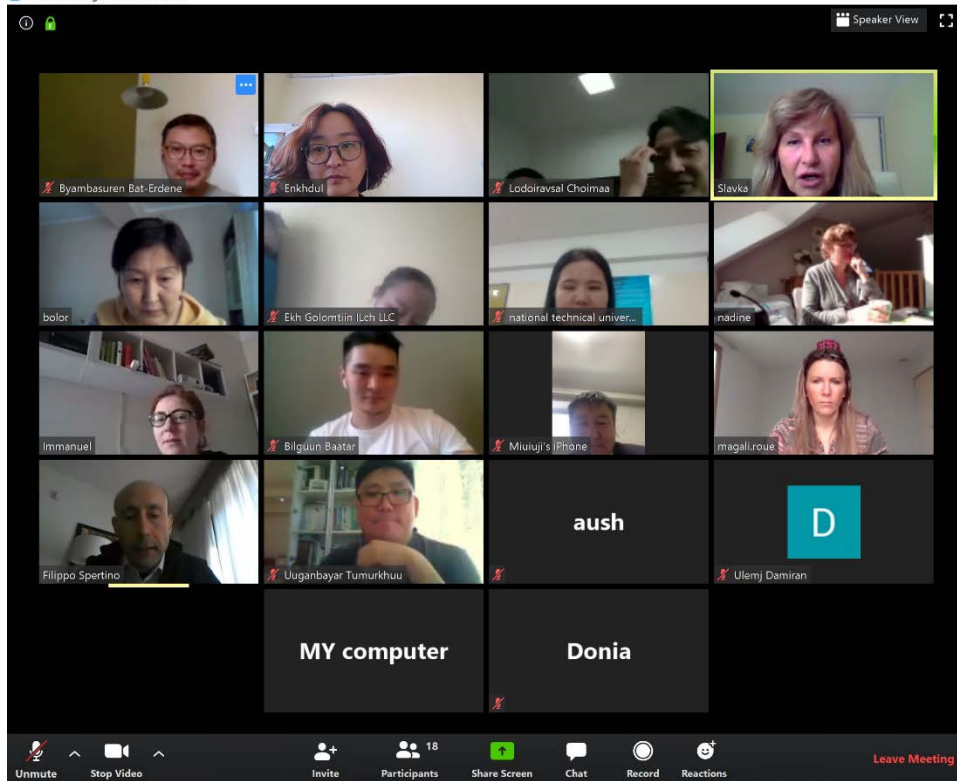 Speaker View
Byambasuren Bat-Erdene
Enkhdul
Lodoiravsal Choimaa
Slavka
bolor
Ekh Golomtiin ILch LLC
national technical univer...
nadine
Immanuel
Bilguun Baatar
Miuiuji's iPhone
magali.roue
Filippo Spertino
Uuganbayar Tumurkhuu
aush
D
Ulemj Damiran
MY computer
Donia
Unmute
Stop Video
Invite
Participants
18
Share Screen
Chat
Record
Reactions
Leave Meeting